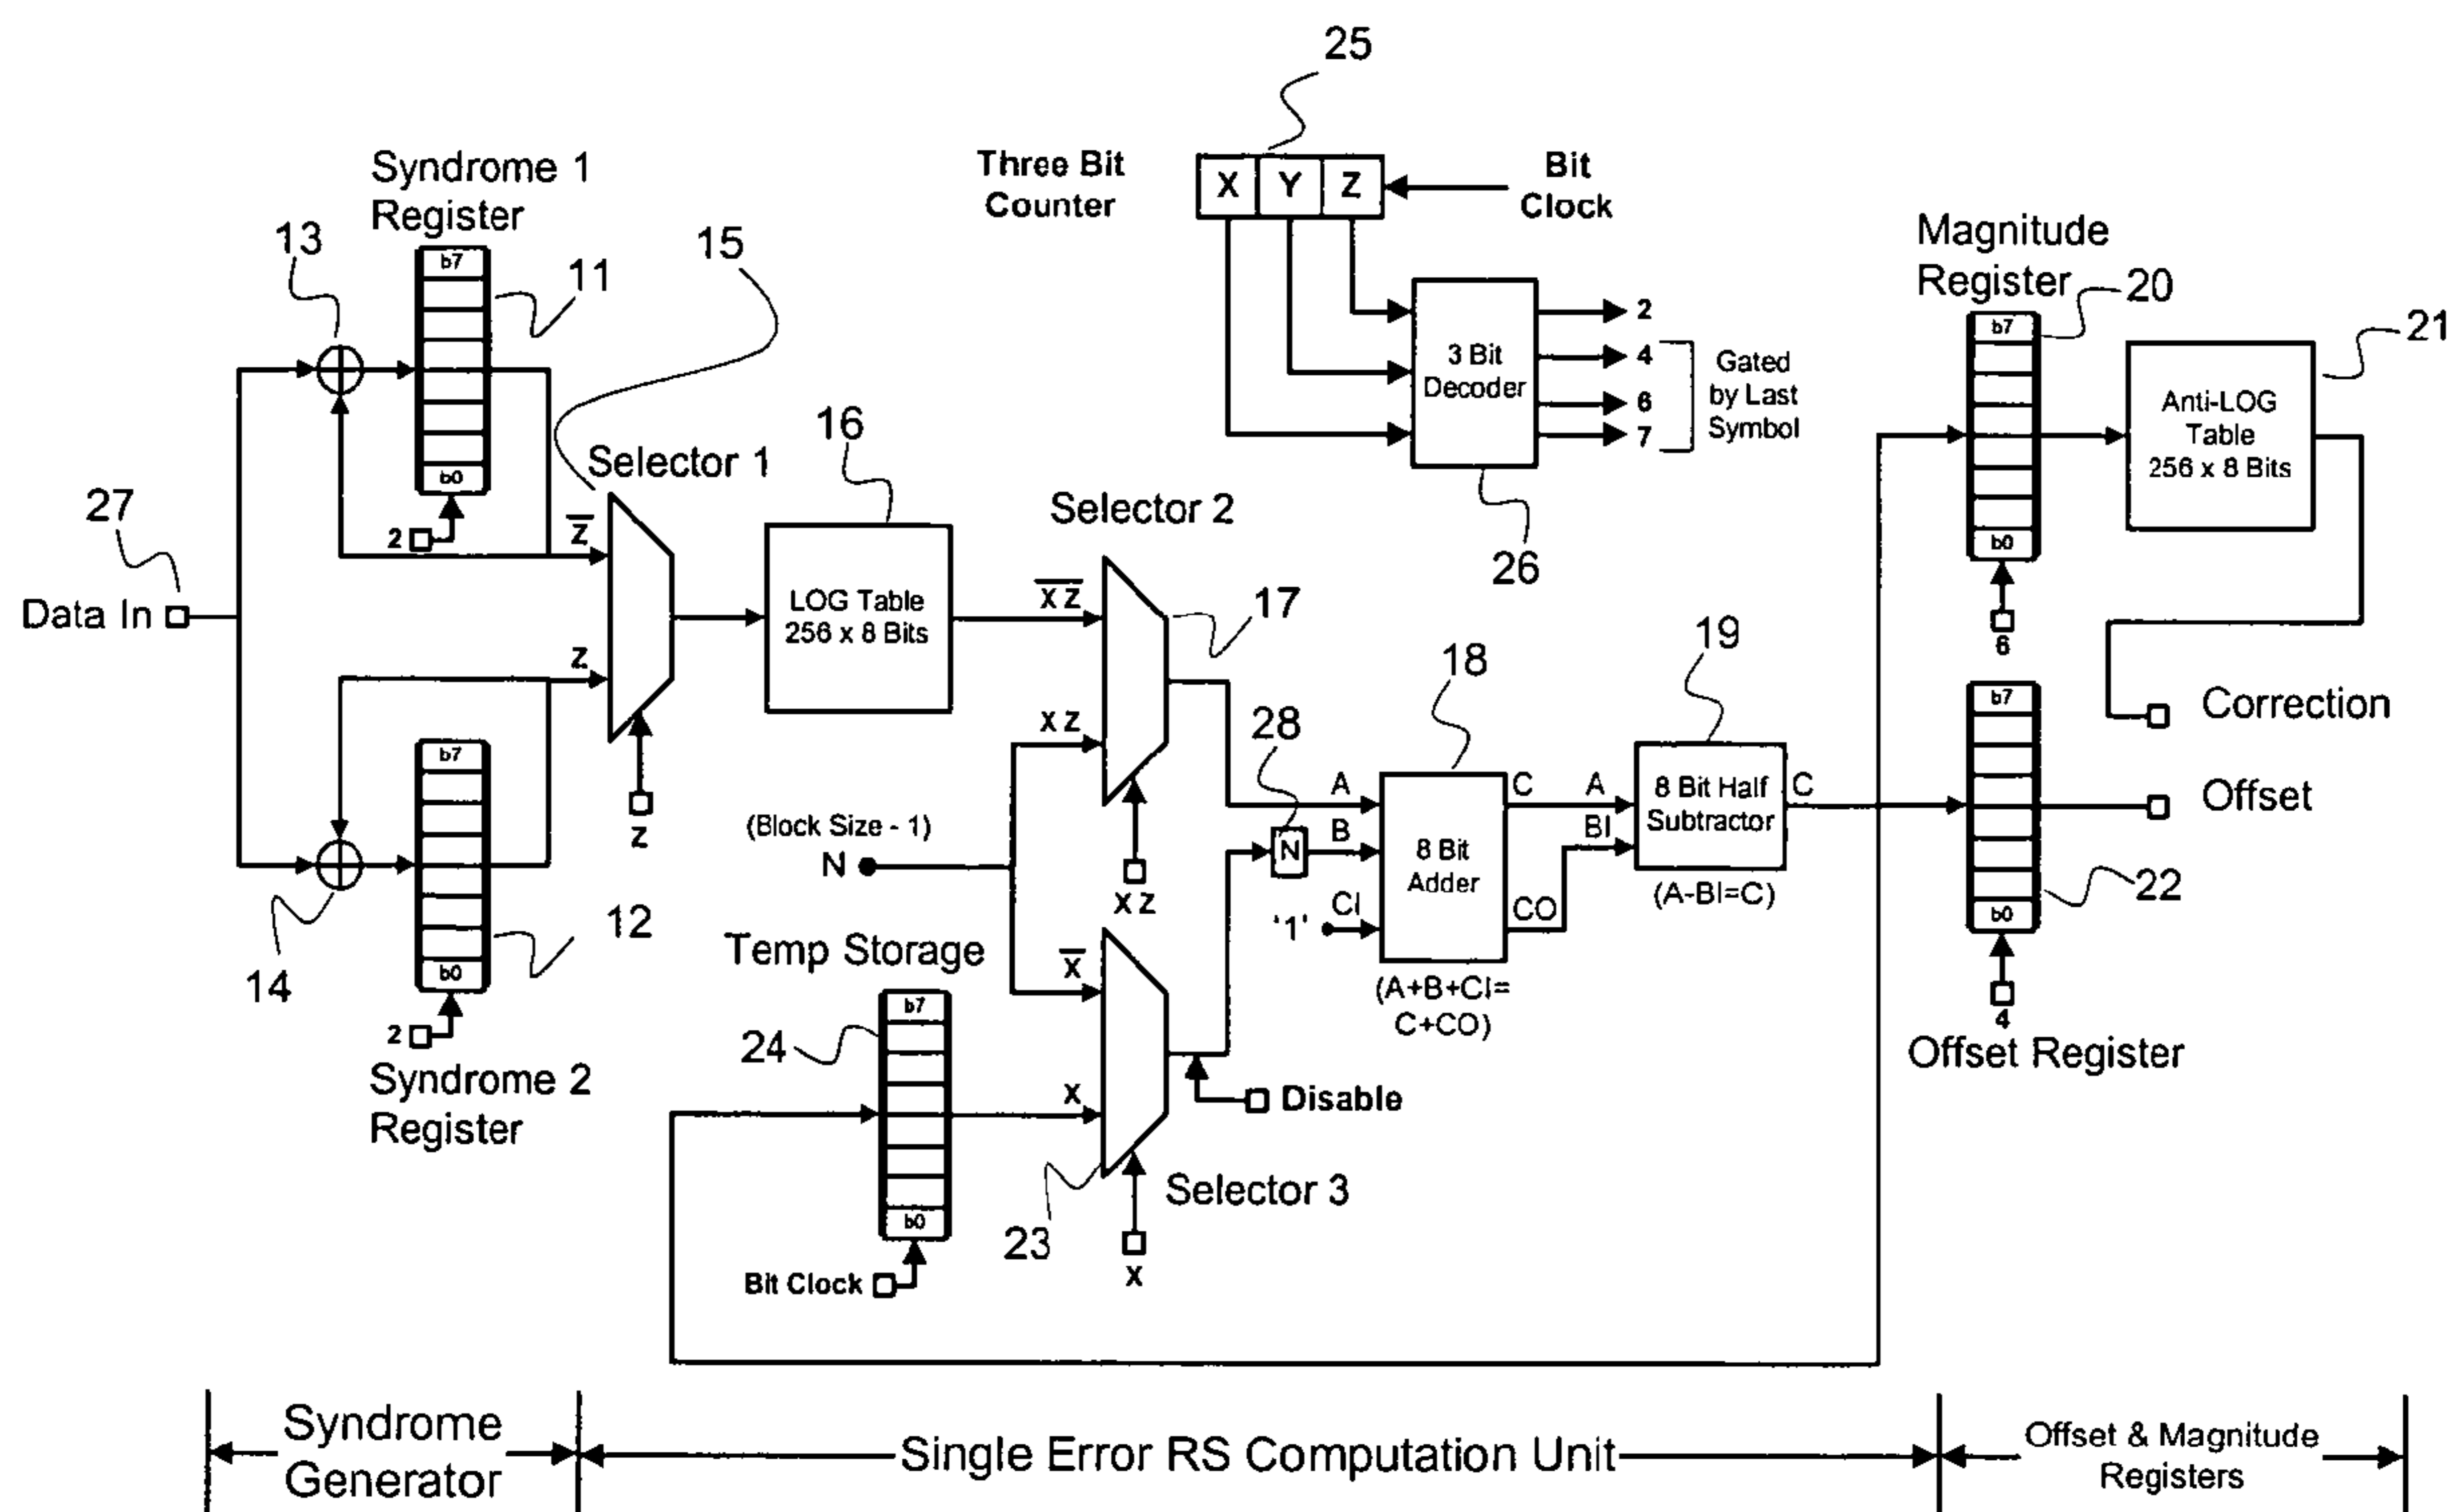 25
Three Bit
Counter
X Y Z
Bit
Clock
Syndrome 1
Register
13
b7
11
b0
2
15
Selector 1
Z̅
Z
Z
27
Data In
16
LOG Table
256 x 8 Bits
Selector 2
X̅ Z̅
X Z
X Z
17
3 Bit
Decoder
2
4
6
7
Gated
by Last
Symbol
26
Magnitude
Register
20
b7
b0
6
21
Anti-LOG
Table
256 x 8 Bits
Correction
Offset
b7
b0
22
4
Offset Register
14
b7
b0
12
2
Syndrome 2
Register
(Block Size - 1)
N
28
N
A
B
'1'
CI
18
8 Bit
Adder
C
CO
(A+B+CI=
C+CO)
19
A
BI
8 Bit Half
Subtractor
C
(A-BI=C)
Temp Storage
24
b7
b0
Bit Clock
X̅
X
23
X
Selector 3
Disable
Syndrome
Generator
Single Error RS Computation Unit
Offset & Magnitude
Registers